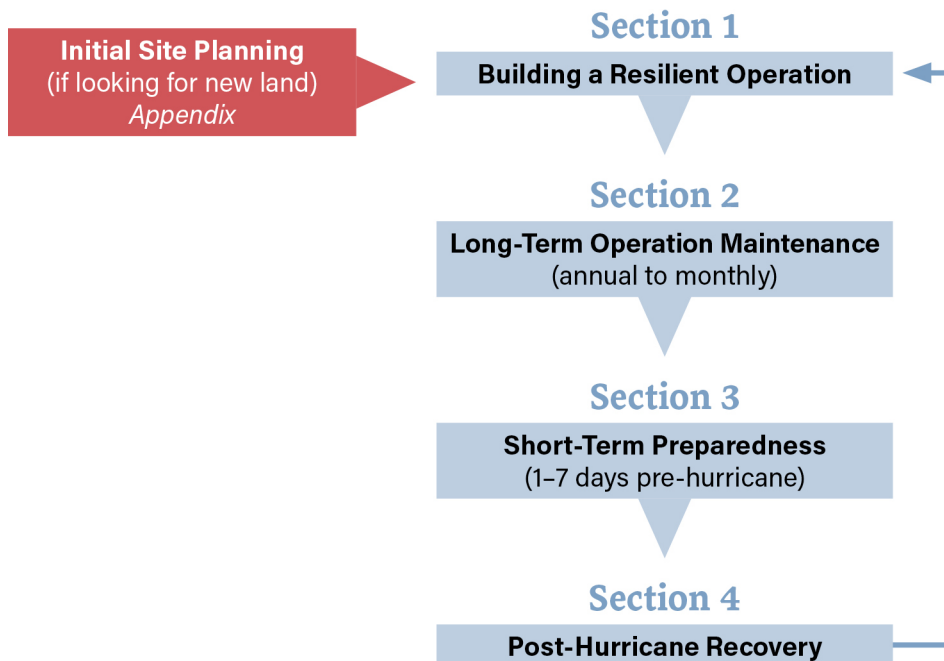 Initial Site Planning
(if looking for new land)
Appendix
Section 1
Building a Resilient Operation
Section 2
Long-Term Operation Maintenance
(annual to monthly)
Section 3
Short-Term Preparedness
(1–7 days pre-hurricane)
Section 4
Post-Hurricane Recovery